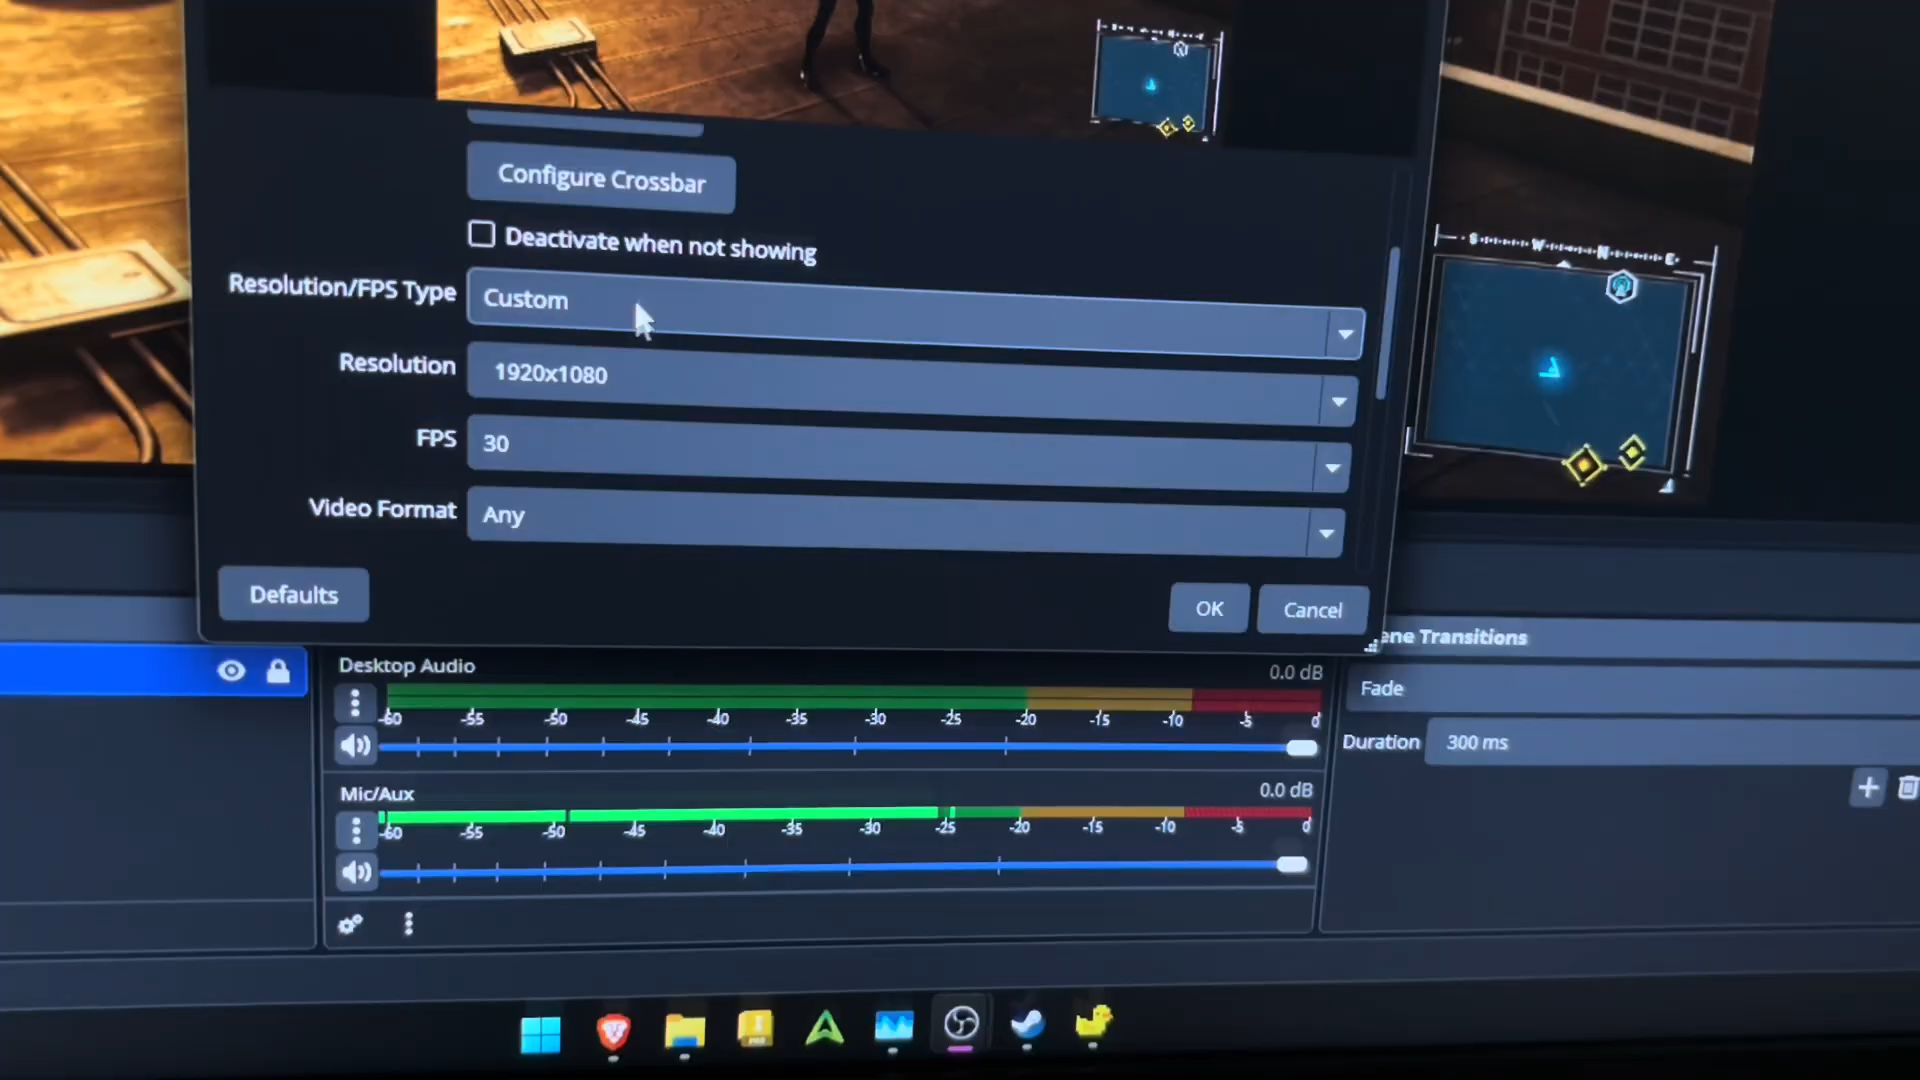 Configure Crossbar
Deactivate when not showing
Resolution/FPS Type
Custom
Resolution
1920x1080
FPS
30
Video Format
Any
Defaults
OK
Cancel
S W N E
ene Transitions
Fade
Duration
300 ms
Desktop Audio
0.0 dB
-60 -55 -50 -45 -40 -35 -30 -25 -20 -15 -10 -5 0
Mic/Aux
0.0 dB
-60 -55 -50 -45 -40 -35 -30 -25 -20 -15 -10 -5 0